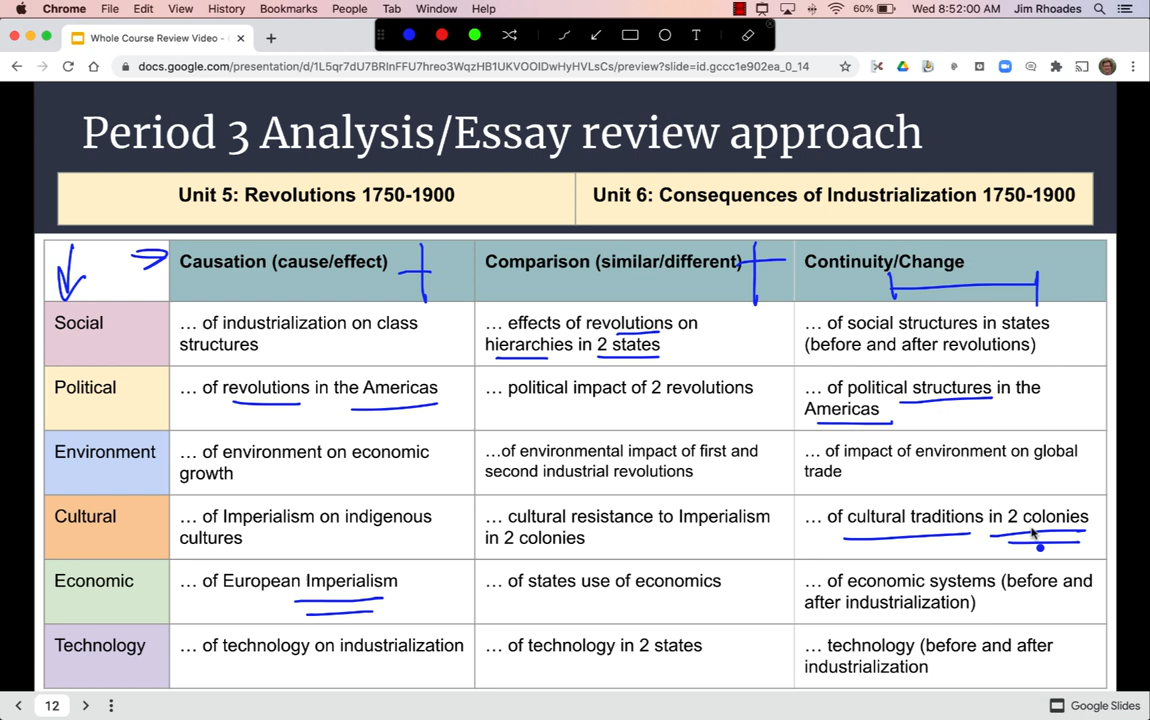 Chrome File Edit View History Bookmarks People Tab Window Help 60% Wed 8:52:00 AM Jim Rhoades
Whole Course Review Video -
docs.google.com/presentation/d/1L5qr7dU7BRInFFU7hreo3WqzHB1UKVOOIDwHyHVLsCs/preview?slide=id.gccc1e902ea_0_14
Period 3 Analysis/Essay review approach
Unit 5: Revolutions 1750-1900 Unit 6: Consequences of Industrialization 1750-1900
Causation (cause/effect) Comparison (similar/different) Continuity/Change
Social
… of industrialization on class
structures
… effects of revolutions on
hierarchies in 2 states
… of social structures in states
(before and after revolutions)
Political
… of revolutions in the Americas
… political impact of 2 revolutions
… of political structures in the
Americas
Environment
… of environment on economic
growth
…of environmental impact of first and
second industrial revolutions
… of impact of environment on global
trade
Cultural
… of Imperialism on indigenous
cultures
… cultural resistance to Imperialism
in 2 colonies
… of cultural traditions in 2 colonies
Economic
… of European Imperialism
… of states use of economics
… of economic systems (before and
after industrialization)
Technology
… of technology on industrialization
… of technology in 2 states
… technology (before and after
industrialization
12 Google Slides